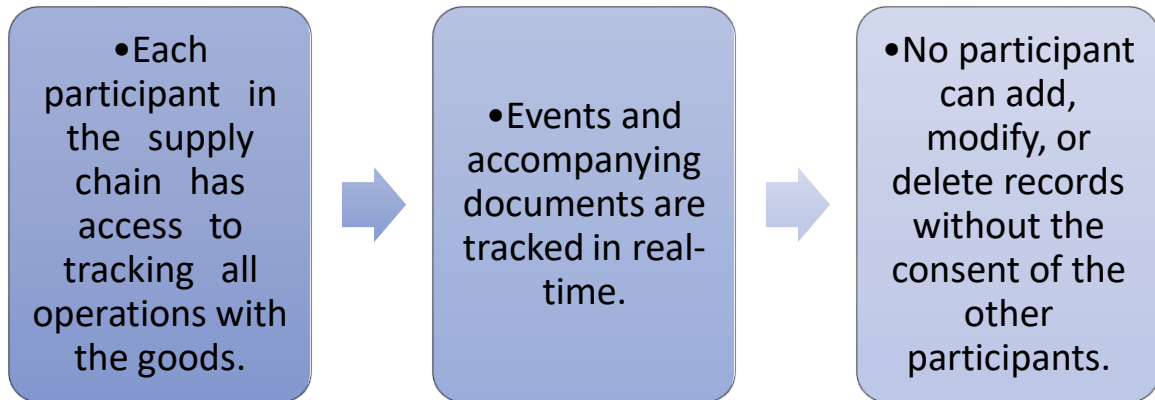 •Each
participant in
the supply
chain has
access to
tracking all
operations with
the goods.
•Events and
accompanying
documents are
tracked in real-
time.
•No participant
can add,
modify, or
delete records
without the
consent of the
other
participants.